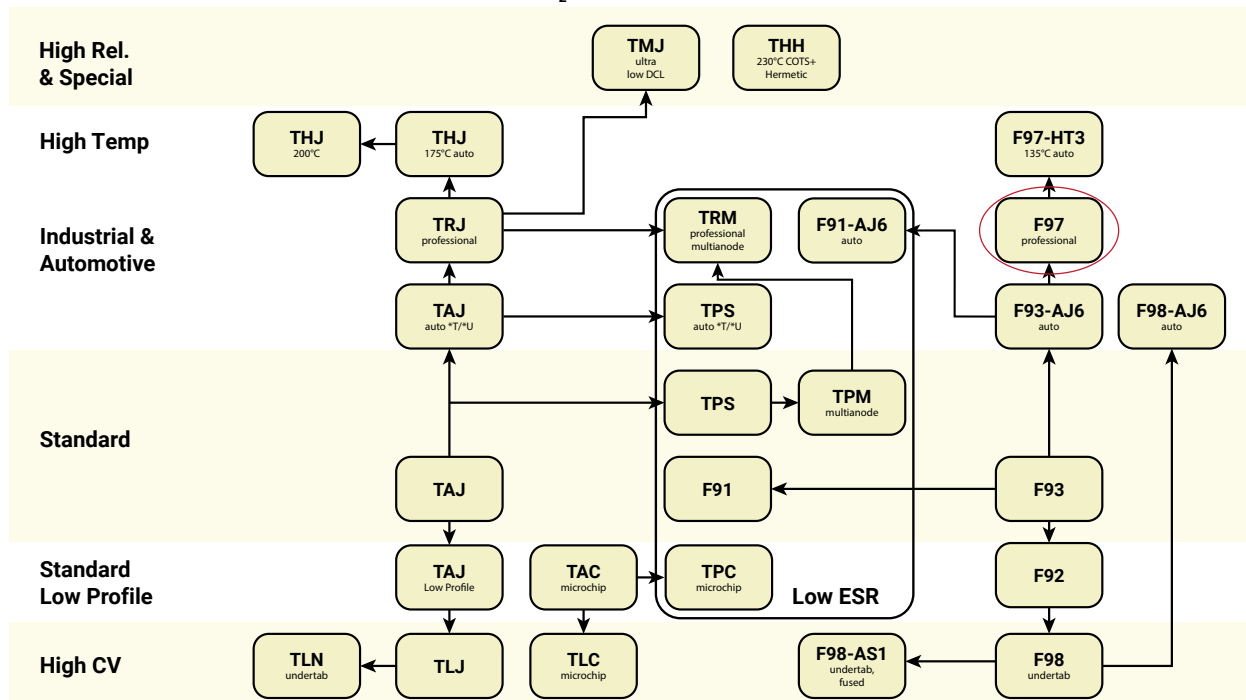 2
High Rel.
& Special
TMJ
ultra
low DCL
THH
230°C COTS+
Hermetic
High Temp
THJ
200°C
THJ
175°C auto
F97-HT3
135°C auto
Industrial &
Automotive
TRJ
professional
TRM
professional
multianode
F91-AJ6
auto
F97
professional
TAJ
auto *T/*U
TPS
auto *T/*U
F93-AJ6
auto
F98-AJ6
auto
Standard
TPS
TPM
multianode
TAJ
F91
F93
Standard
Low Profile
TAJ
Low Profile
TAC
microchip
TPC
microchip
Low ESR
F92
High CV
TLN
undertab
TLJ
TLC
microchip
F98-AS1
undertab,
fused
F98
undertab